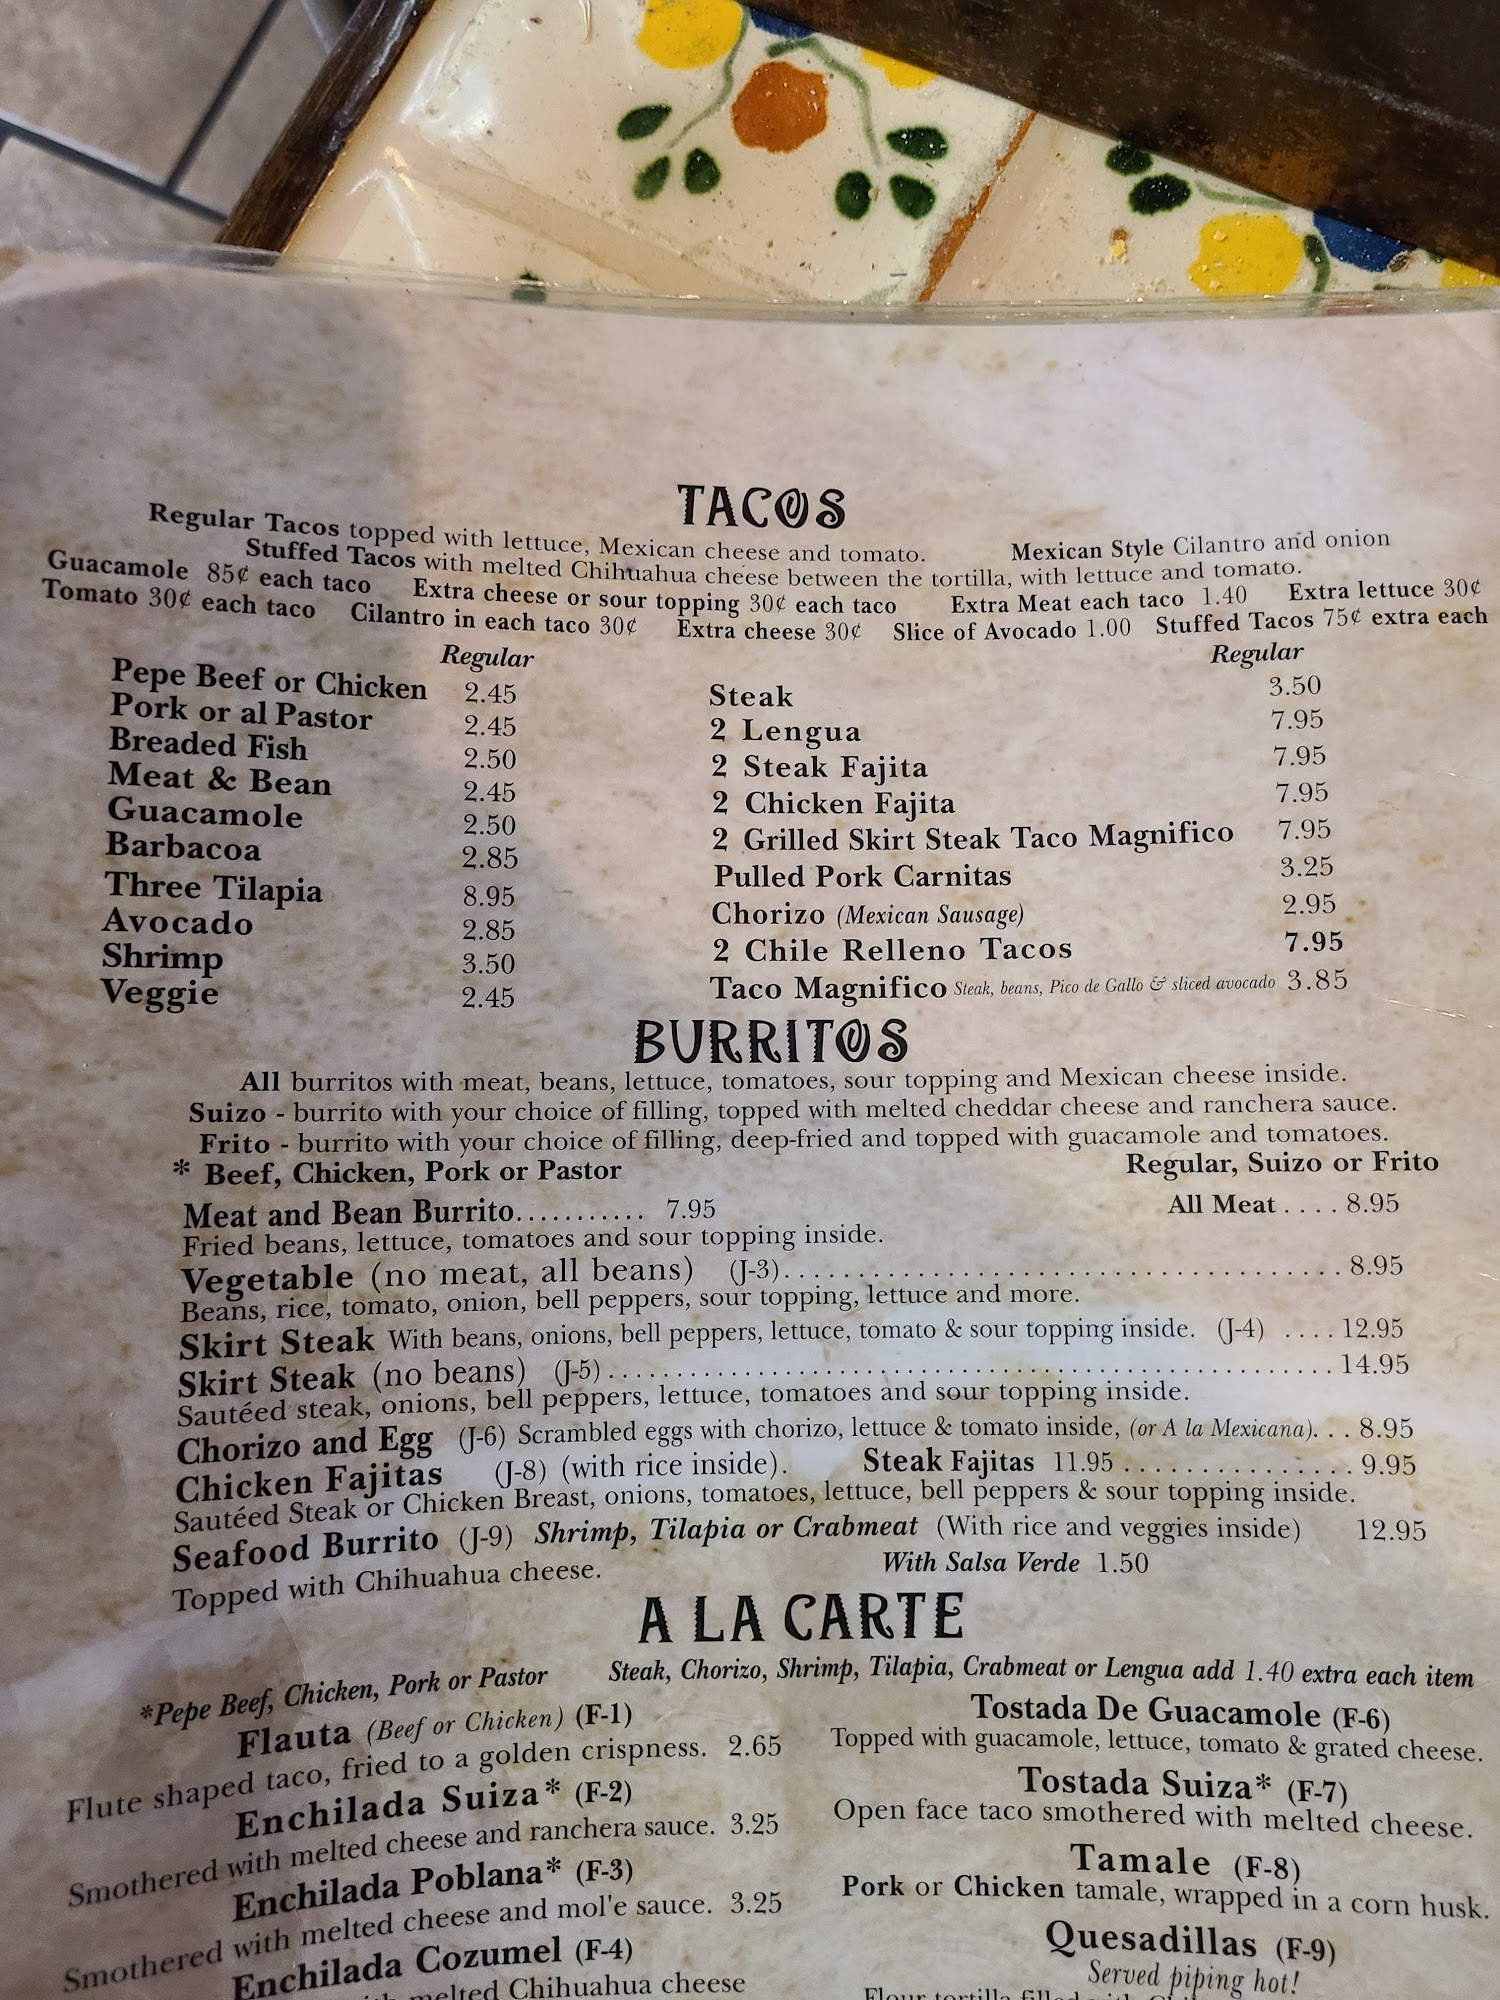 TACOS
Regular Tacos topped with lettuce, Mexican cheese and tomato. Mexican Style Cilantro and onion
Stuffed Tacos with melted Chihuahua cheese between the tortilla, with lettuce and tomato.
Guacamole 85¢ each taco Extra cheese or sour topping 30¢ each taco Extra Meat each taco 1.40 Extra lettuce 30¢
Tomato 30¢ each taco Cilantro in each taco 30¢ Extra cheese 30¢ Slice of Avocado 1.00 Stuffed Tacos 75¢ extra each
Regular
Pepe Beef or Chicken 2.45
Pork or al Pastor 2.45
Breaded Fish 2.50
Meat & Bean 2.45
Guacamole 2.50
Barbacoa 2.85
Three Tilapia 8.95
Avocado 2.85
Shrimp 3.50
Veggie 2.45
Regular
Steak 3.50
2 Lengua 7.95
2 Steak Fajita 7.95
2 Chicken Fajita 7.95
2 Grilled Skirt Steak Taco Magnifico 7.95
Pulled Pork Carnitas 3.25
Chorizo (Mexican Sausage) 2.95
2 Chile Relleno Tacos 7.95
Taco Magnifico Steak, beans, Pico de Gallo & sliced avocado 3.85
BURRITOS
All burritos with meat, beans, lettuce, tomatoes, sour topping and Mexican cheese inside.
Suizo - burrito with your choice of filling, topped with melted cheddar cheese and ranchera sauce.
Frito - burrito with your choice of filling, deep-fried and topped with guacamole and tomatoes.
* Beef, Chicken, Pork or Pastor Regular, Suizo or Frito
Meat and Bean Burrito........... 7.95 All Meat .... 8.95
Fried beans, lettuce, tomatoes and sour topping inside.
Vegetable (no meat, all beans) (J-3)..................................... 8.95
Beans, rice, tomato, onion, bell peppers, sour topping, lettuce and more.
Skirt Steak With beans, onions, bell peppers, lettuce, tomato & sour topping inside. (J-4) .... 12.95
Skirt Steak (no beans) (J-5)................................................ 14.95
Sautéed steak, onions, bell peppers, lettuce, tomatoes and sour topping inside.
Chorizo and Egg (J-6) Scrambled eggs with chorizo, lettuce & tomato inside, (or A la Mexicana)... 8.95
Chicken Fajitas (J-8) (with rice inside). Steak Fajitas 11.95 ............... 9.95
Sautéed Steak or Chicken Breast, onions, tomatoes, lettuce, bell peppers & sour topping inside.
Seafood Burrito (J-9) Shrimp, Tilapia or Crabmeat (With rice and veggies inside) 12.95
Topped with Chihuahua cheese. With Salsa Verde 1.50
A LA CARTE
*Pepe Beef, Chicken, Pork or Pastor Steak, Chorizo, Shrimp, Tilapia, Crabmeat or Lengua add 1.40 extra each item
Flauta (Beef or Chicken) (F-1)
Flute shaped taco, fried to a golden crispness. 2.65
Enchilada Suiza* (F-2)
Smothered with melted cheese and ranchera sauce. 3.25
Enchilada Poblana* (F-3)
Smothered with melted cheese and mol'e sauce. 3.25
Enchilada Cozumel (F-4)
melted Chihuahua cheese
Tostada De Guacamole (F-6)
Topped with guacamole, lettuce, tomato & grated cheese.
Tostada Suiza* (F-7)
Open face taco smothered with melted cheese.
Tamale (F-8)
Pork or Chicken tamale, wrapped in a corn husk.
Quesadillas (F-9)
Served piping hot!
Flour tortilla filled with